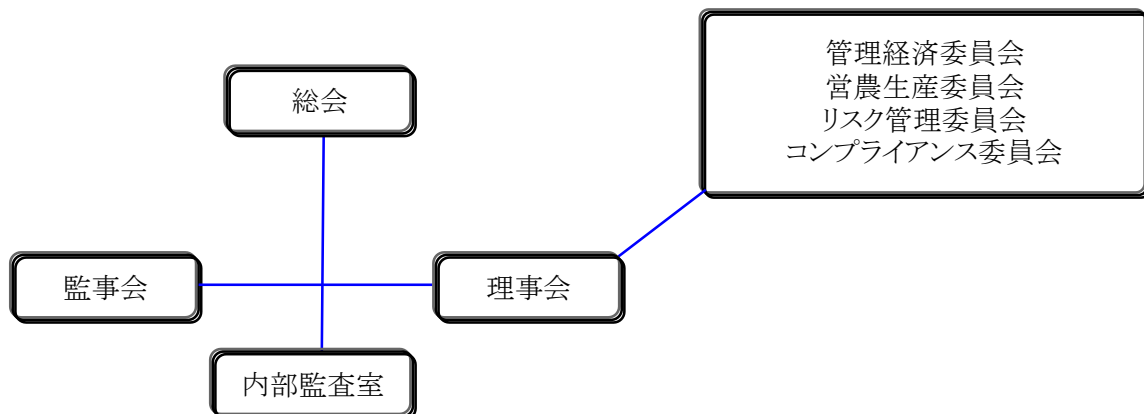 管理経済委員会
営農生産委員会
リスク管理委員会
コンプライアンス委員会
総会
監事会
理事会
内部監査室